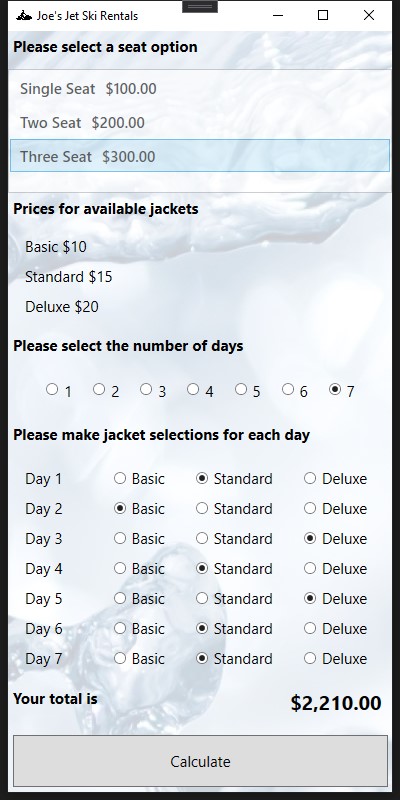 Joe's Jet Ski Rentals
Please select a seat option
Single Seat $100.00
Two Seat $200.00
Three Seat $300.00
Prices for available jackets
Basic $10
Standard $15
Deluxe $20
Please select the number of days
1 2 3 4 5 6 7
Please make jacket selections for each day
Day 1 Basic Standard Deluxe
Day 2 Basic Standard Deluxe
Day 3 Basic Standard Deluxe
Day 4 Basic Standard Deluxe
Day 5 Basic Standard Deluxe
Day 6 Basic Standard Deluxe
Day 7 Basic Standard Deluxe
Your total is $2,210.00
Calculate